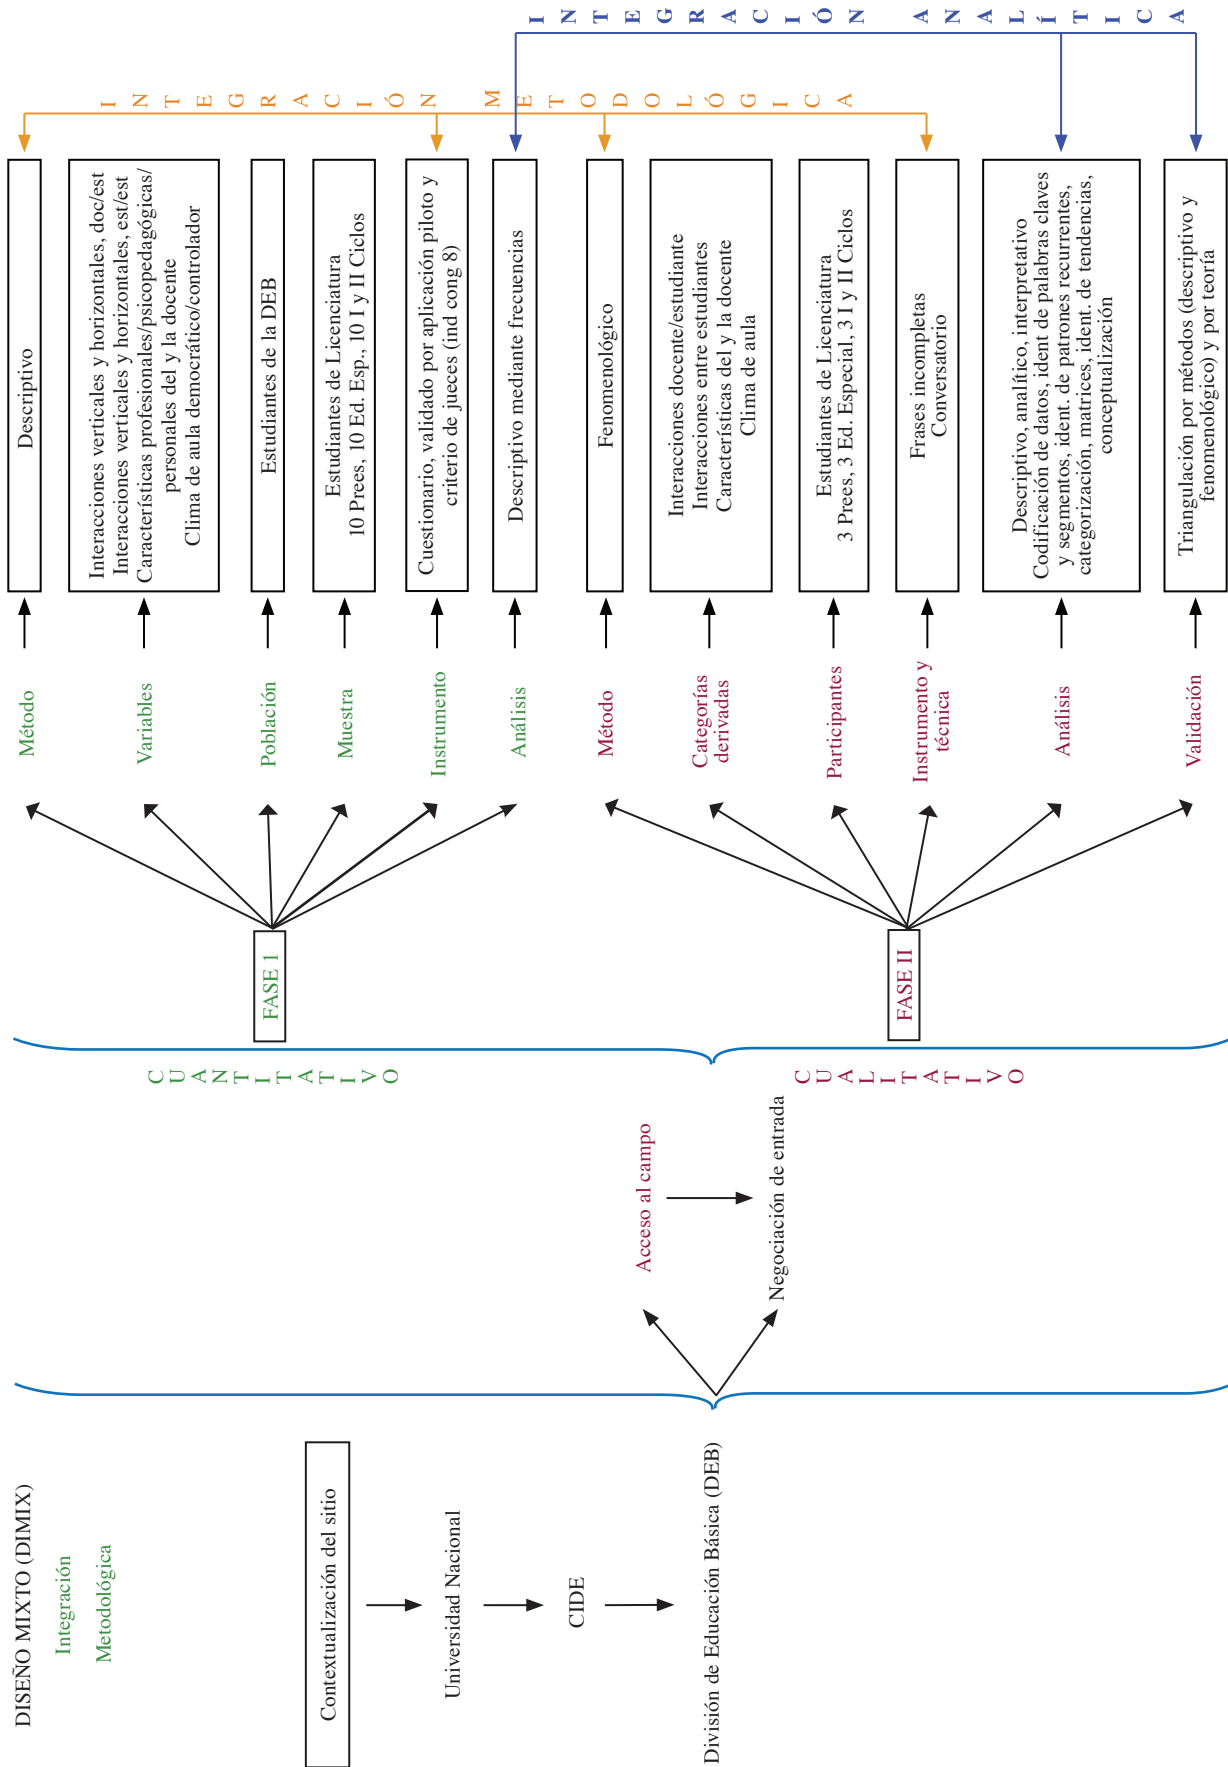 DISEÑO MIXTO (DIMIX)
Integración
Metodológica
Contextualización del sitio
Universidad Nacional
CIDE
División de Educación Básica (DEB)
Acceso al campo
Negociación de entrada
CUANTITATIVO
FASE 1
Método
Descriptivo
Variables
Interacciones verticales y horizontales, doc/est
Interacciones verticales y horizontales, est/est
Características profesionales/psicopedagógicas/
personales del y la docente
Clima de aula democrático/controlador
Población
Estudiantes de la DEB
Muestra
Estudiantes de Licenciatura
10 Prees, 10 Ed. Esp., 10 I y II Ciclos
Instrumento
Cuestionario, validado por aplicación piloto y
criterio de jueces (ind cong 8)
Análisis
Descriptivo mediante frecuencias
CUALITATIVO
FASE II
Método
Fenomenológico
Categorías
derivadas
Interacciones docente/estudiante
Interacciones entre estudiantes
Características del y la docente
Clima de aula
Participantes
Estudiantes de Licenciatura
3 Prees, 3 Ed. Especial, 3 I y II Ciclos
Instrumento y
técnica
Frases incompletas
Conversatorio
Análisis
Descriptivo, analítico, interpretativo
Codificación de datos, ident de palabras claves
y segmentos, ident. de patrones recurrentes,
categorización, matrices, ident. de tendencias,
conceptualización
Validación
Triangulación por métodos (descriptivo y
fenomenológico) y por teoría
INTEGRACIÓN METODOLÓGICA
INTEGRACIÓN ANALÍTICA